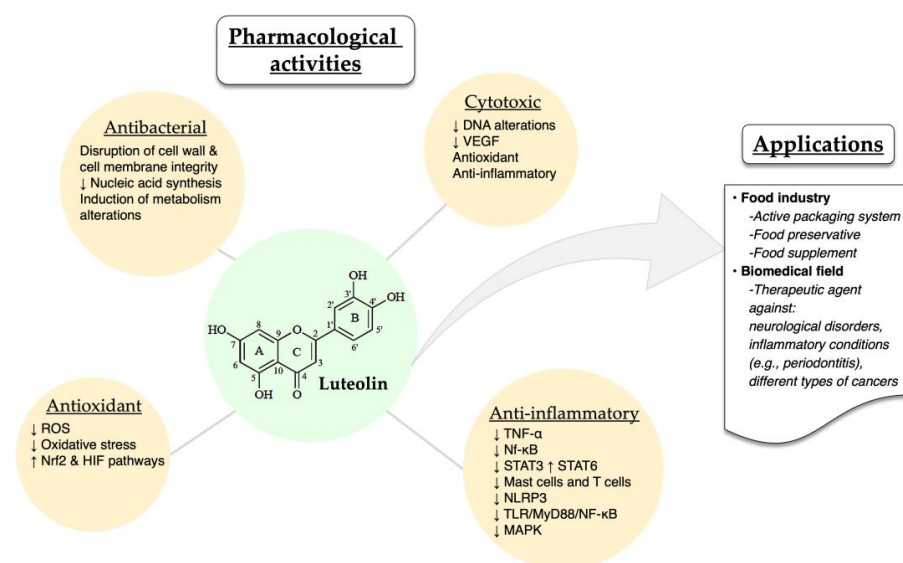 Pharmacological
activities
Antibacterial
Disruption of cell wall &
cell membrane integrity
↓ Nucleic acid synthesis
Induction of metabolism
alterations
Cytotoxic
↓ DNA alterations
↓ VEGF
Antioxidant
Anti-inflammatory
OH
3'
2'
4'
OH
B
1'
5'
6'
HO
8
9
O
2
7
A
C
6
10
3
5
4
OH
O
Luteolin
Antioxidant
↓ ROS
↓ Oxidative stress
↑ Nrf2 & HIF pathways
Anti-inflammatory
↓ TNF-α
↓ Nf-κB
↓ STAT3 ↑ STAT6
↓ Mast cells and T cells
↓ NLRP3
↓ TLR/MyD88/NF-κB
↓ MAPK
Applications
• Food industry
-Active packaging system
-Food preservative
-Food supplement
• Biomedical field
-Therapeutic agent
against:
neurological disorders,
inflammatory conditions
(e.g., periodontitis),
different types of cancers